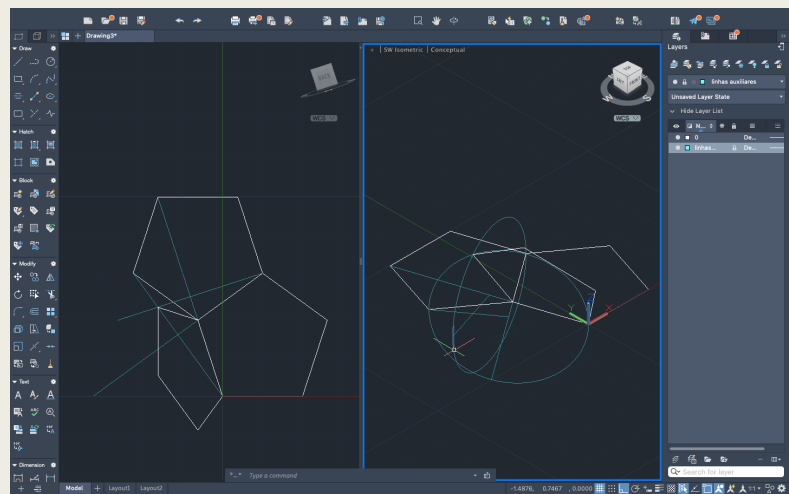 Drawing3*
SW Isometric | Conceptual
Layers
BACK
TOP
FRONT
W
S
WCS
WCS
linhas auxiliares
Unsaved Layer State
Hide Layer List
N...
0 De...
linhas... De...
Draw
Hatch
Block
Modify
Text
A A A
ABC
Dimension
X
Y
Type a command
Search for layer
Model + Layout1 Layout2
-1.4876, 0.7467 , 0.0000
1:1